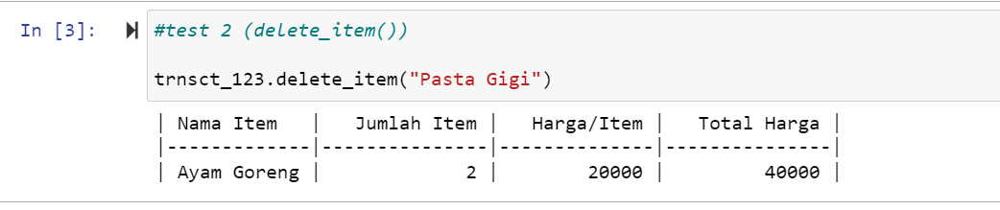 In [3]: #test 2 (delete_item())
trnsct_123.delete_item("Pasta Gigi")
| Nama Item   |   Jumlah Item |   Harga/Item |   Total Harga |
|-------------|---------------|--------------|---------------|
| Ayam Goreng |             2 |        20000 |         40000 |